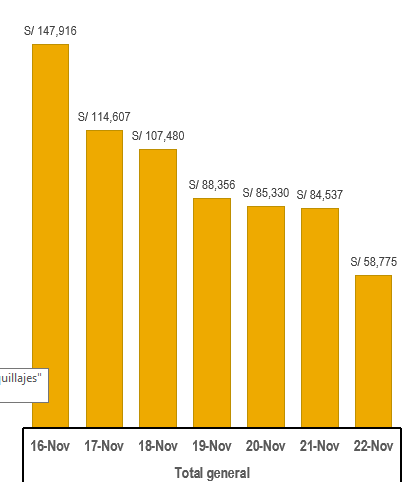 S/ 147,916
S/ 114,607
S/ 107,480
S/ 88,356
S/ 85,330
S/ 84,537
S/ 58,775
16-Nov 17-Nov 18-Nov 19-Nov 20-Nov 21-Nov 22-Nov
Total general